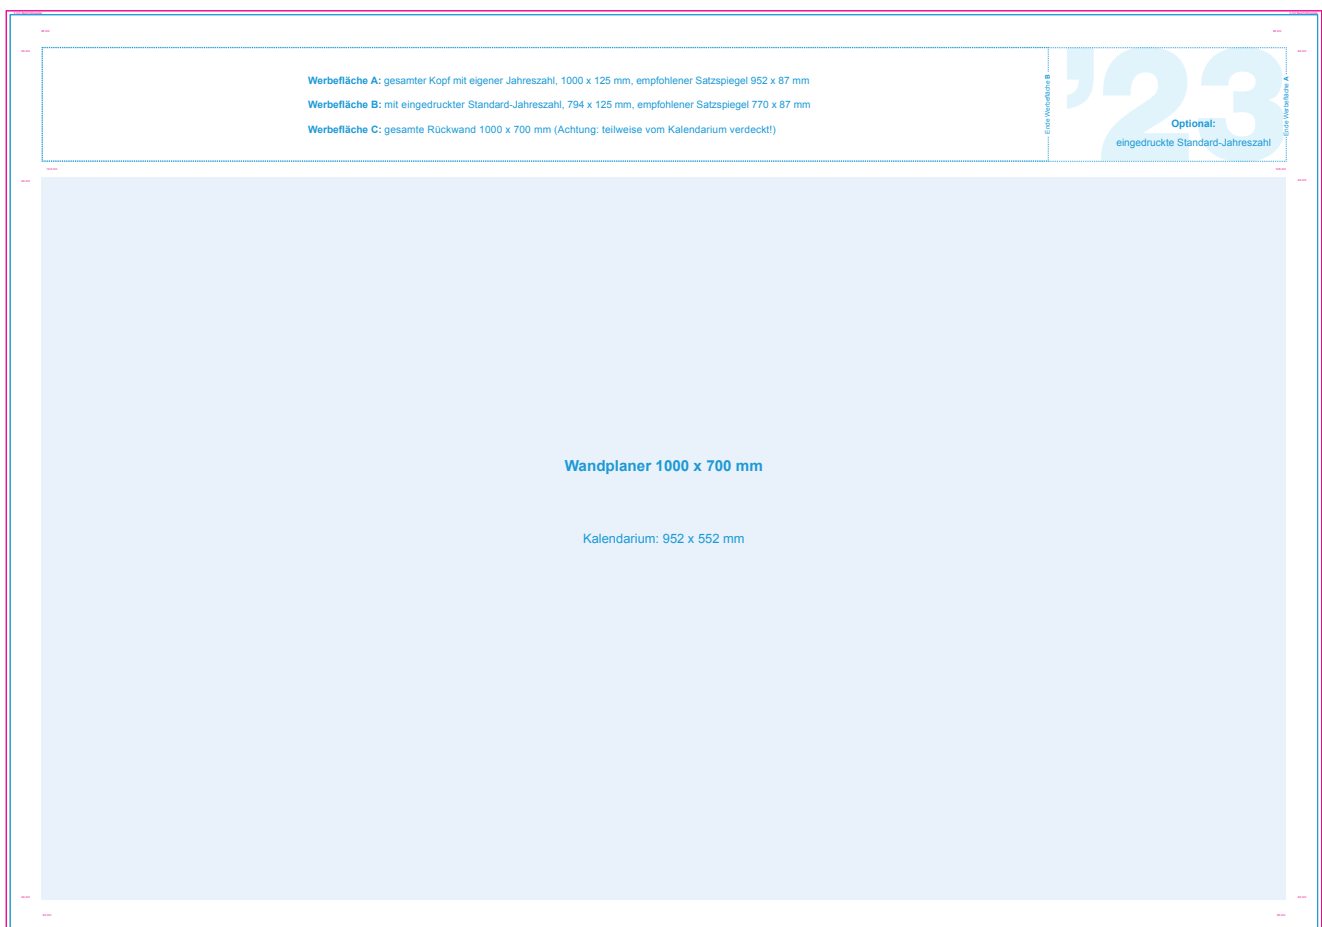 Werbefläche A: gesamter Kopf mit eigener Jahreszahl, 1000 x 125 mm, empfohlener Satzspiegel 952 x 87 mm
Werbefläche B: mit eingedruckter Standard-Jahreszahl, 794 x 125 mm, empfohlener Satzspiegel 770 x 87 mm
Werbefläche C: gesamte Rückwand 1000 x 700 mm (Achtung: teilweise vom Kalendarium verdeckt!)
Ende Werbefläche B
’23
Optional:
eingedruckte Standard-Jahreszahl
Ende Werbefläche A
Wandplaner 1000 x 700 mm
Kalendarium: 952 x 552 mm